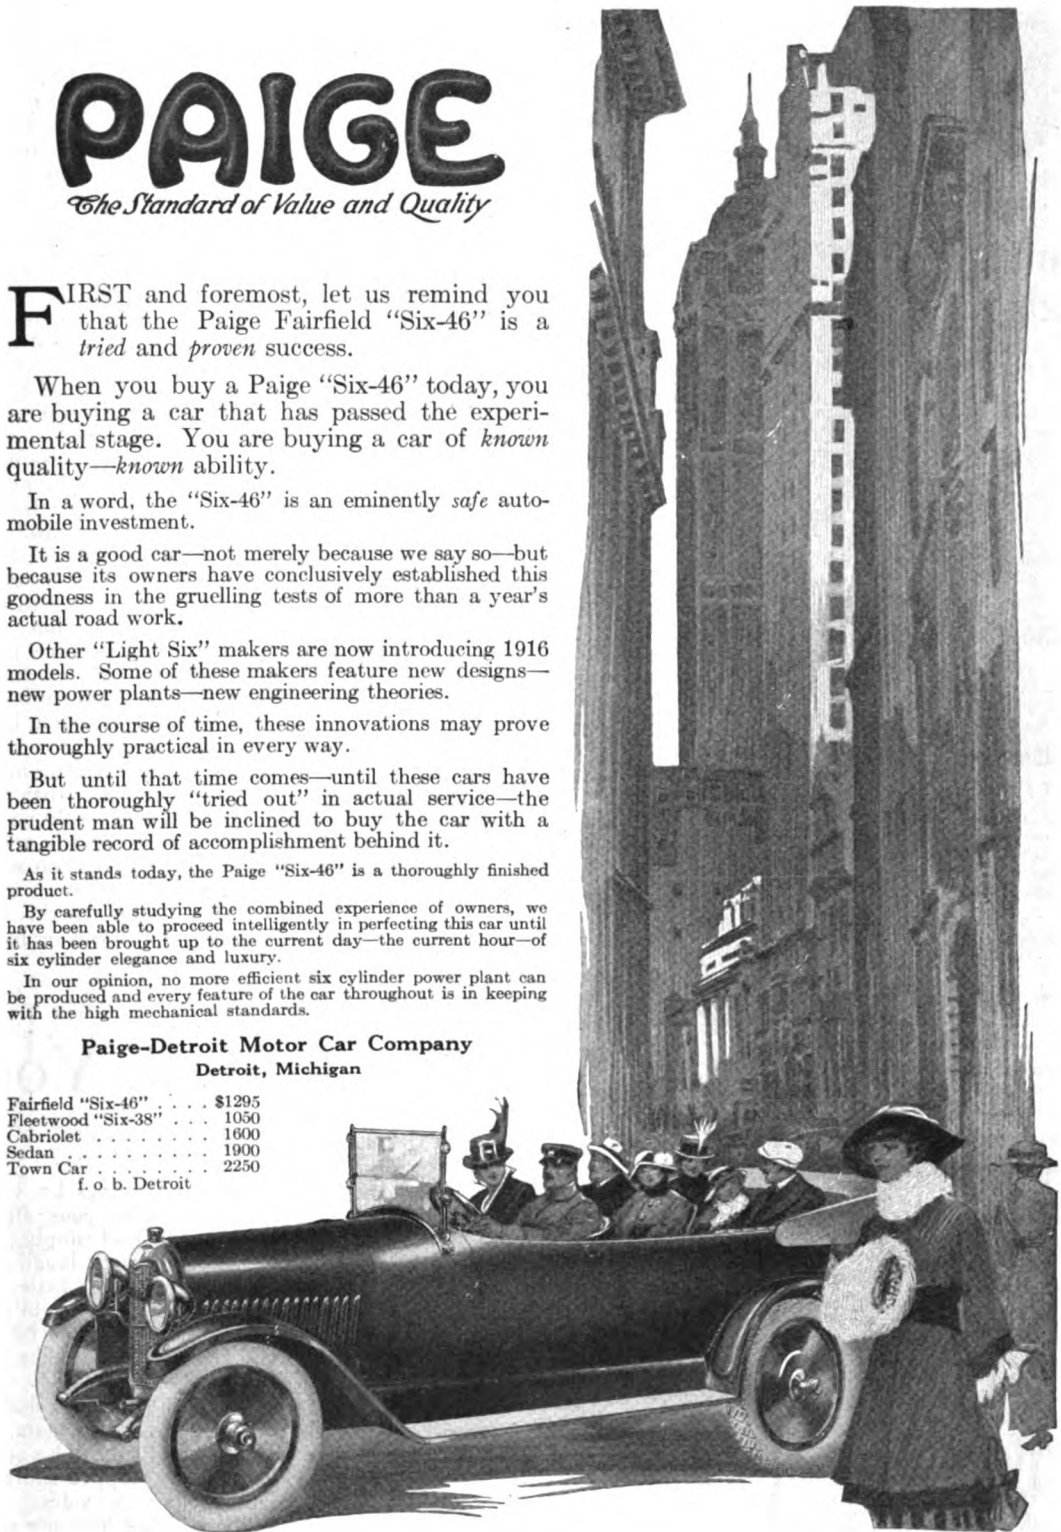 PAIGE
The Standard of Value and Quality
FIRST and foremost, let us remind you
that the Paige Fairfield "Six-46" is a
tried and proven success.
When you buy a Paige "Six-46" today, you
are buying a car that has passed the experi-
mental stage. You are buying a car of known
quality—known ability.
In a word, the "Six-46" is an eminently safe auto-
mobile investment.
It is a good car—not merely because we say so—but
because its owners have conclusively established this
goodness in the gruelling tests of more than a year's
actual road work.
Other "Light Six" makers are now introducing 1916
models. Some of these makers feature new designs—
new power plants—new engineering theories.
In the course of time, these innovations may prove
thoroughly practical in every way.
But until that time comes—until these cars have
been thoroughly "tried out" in actual service—the
prudent man will be inclined to buy the car with a
tangible record of accomplishment behind it.
As it stands today, the Paige "Six-46" is a thoroughly finished
product.
By carefully studying the combined experience of owners, we
have been able to proceed intelligently in perfecting this car until
it has been brought up to the current day—the current hour—of
six cylinder elegance and luxury.
In our opinion, no more efficient six cylinder power plant can
be produced and every feature of the car throughout is in keeping
with the high mechanical standards.
Paige-Detroit Motor Car Company
Detroit, Michigan
Fairfield "Six-46" . . . . $1295
Fleetwood "Six-38" . . . 1050
Cabriolet . . . . . . . . 1600
Sedan . . . . . . . . . . 1900
Town Car . . . . . . . . 2250
f. o. b. Detroit